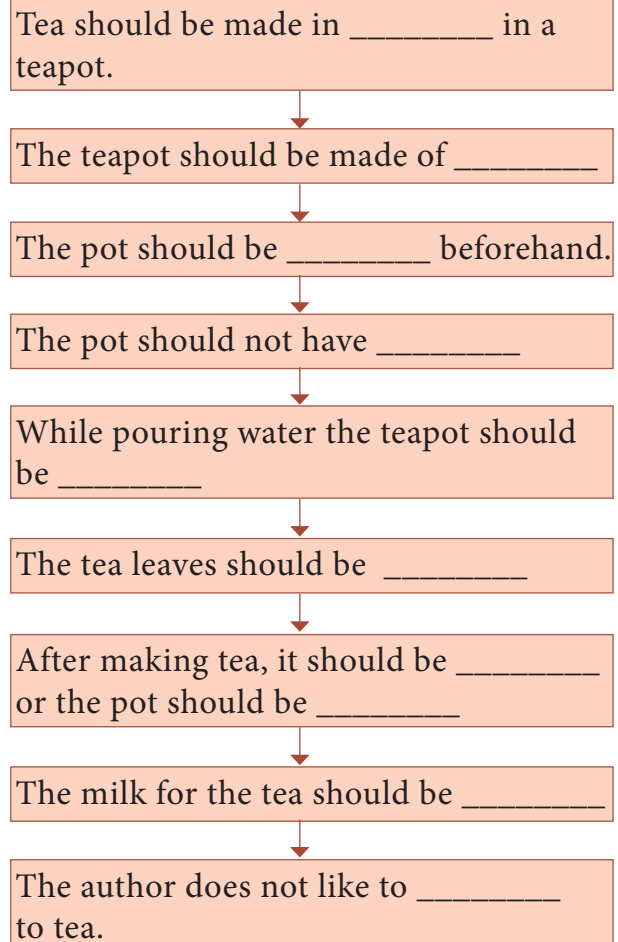 Tea should be made in ________ in a
teapot.
The teapot should be made of ________
The pot should be ________ beforehand.
The pot should not have ________
While pouring water the teapot should
be ________
The tea leaves should be ________
After making tea, it should be ________
or the pot should be ________
The milk for the tea should be ________
The author does not like to ________
to tea.